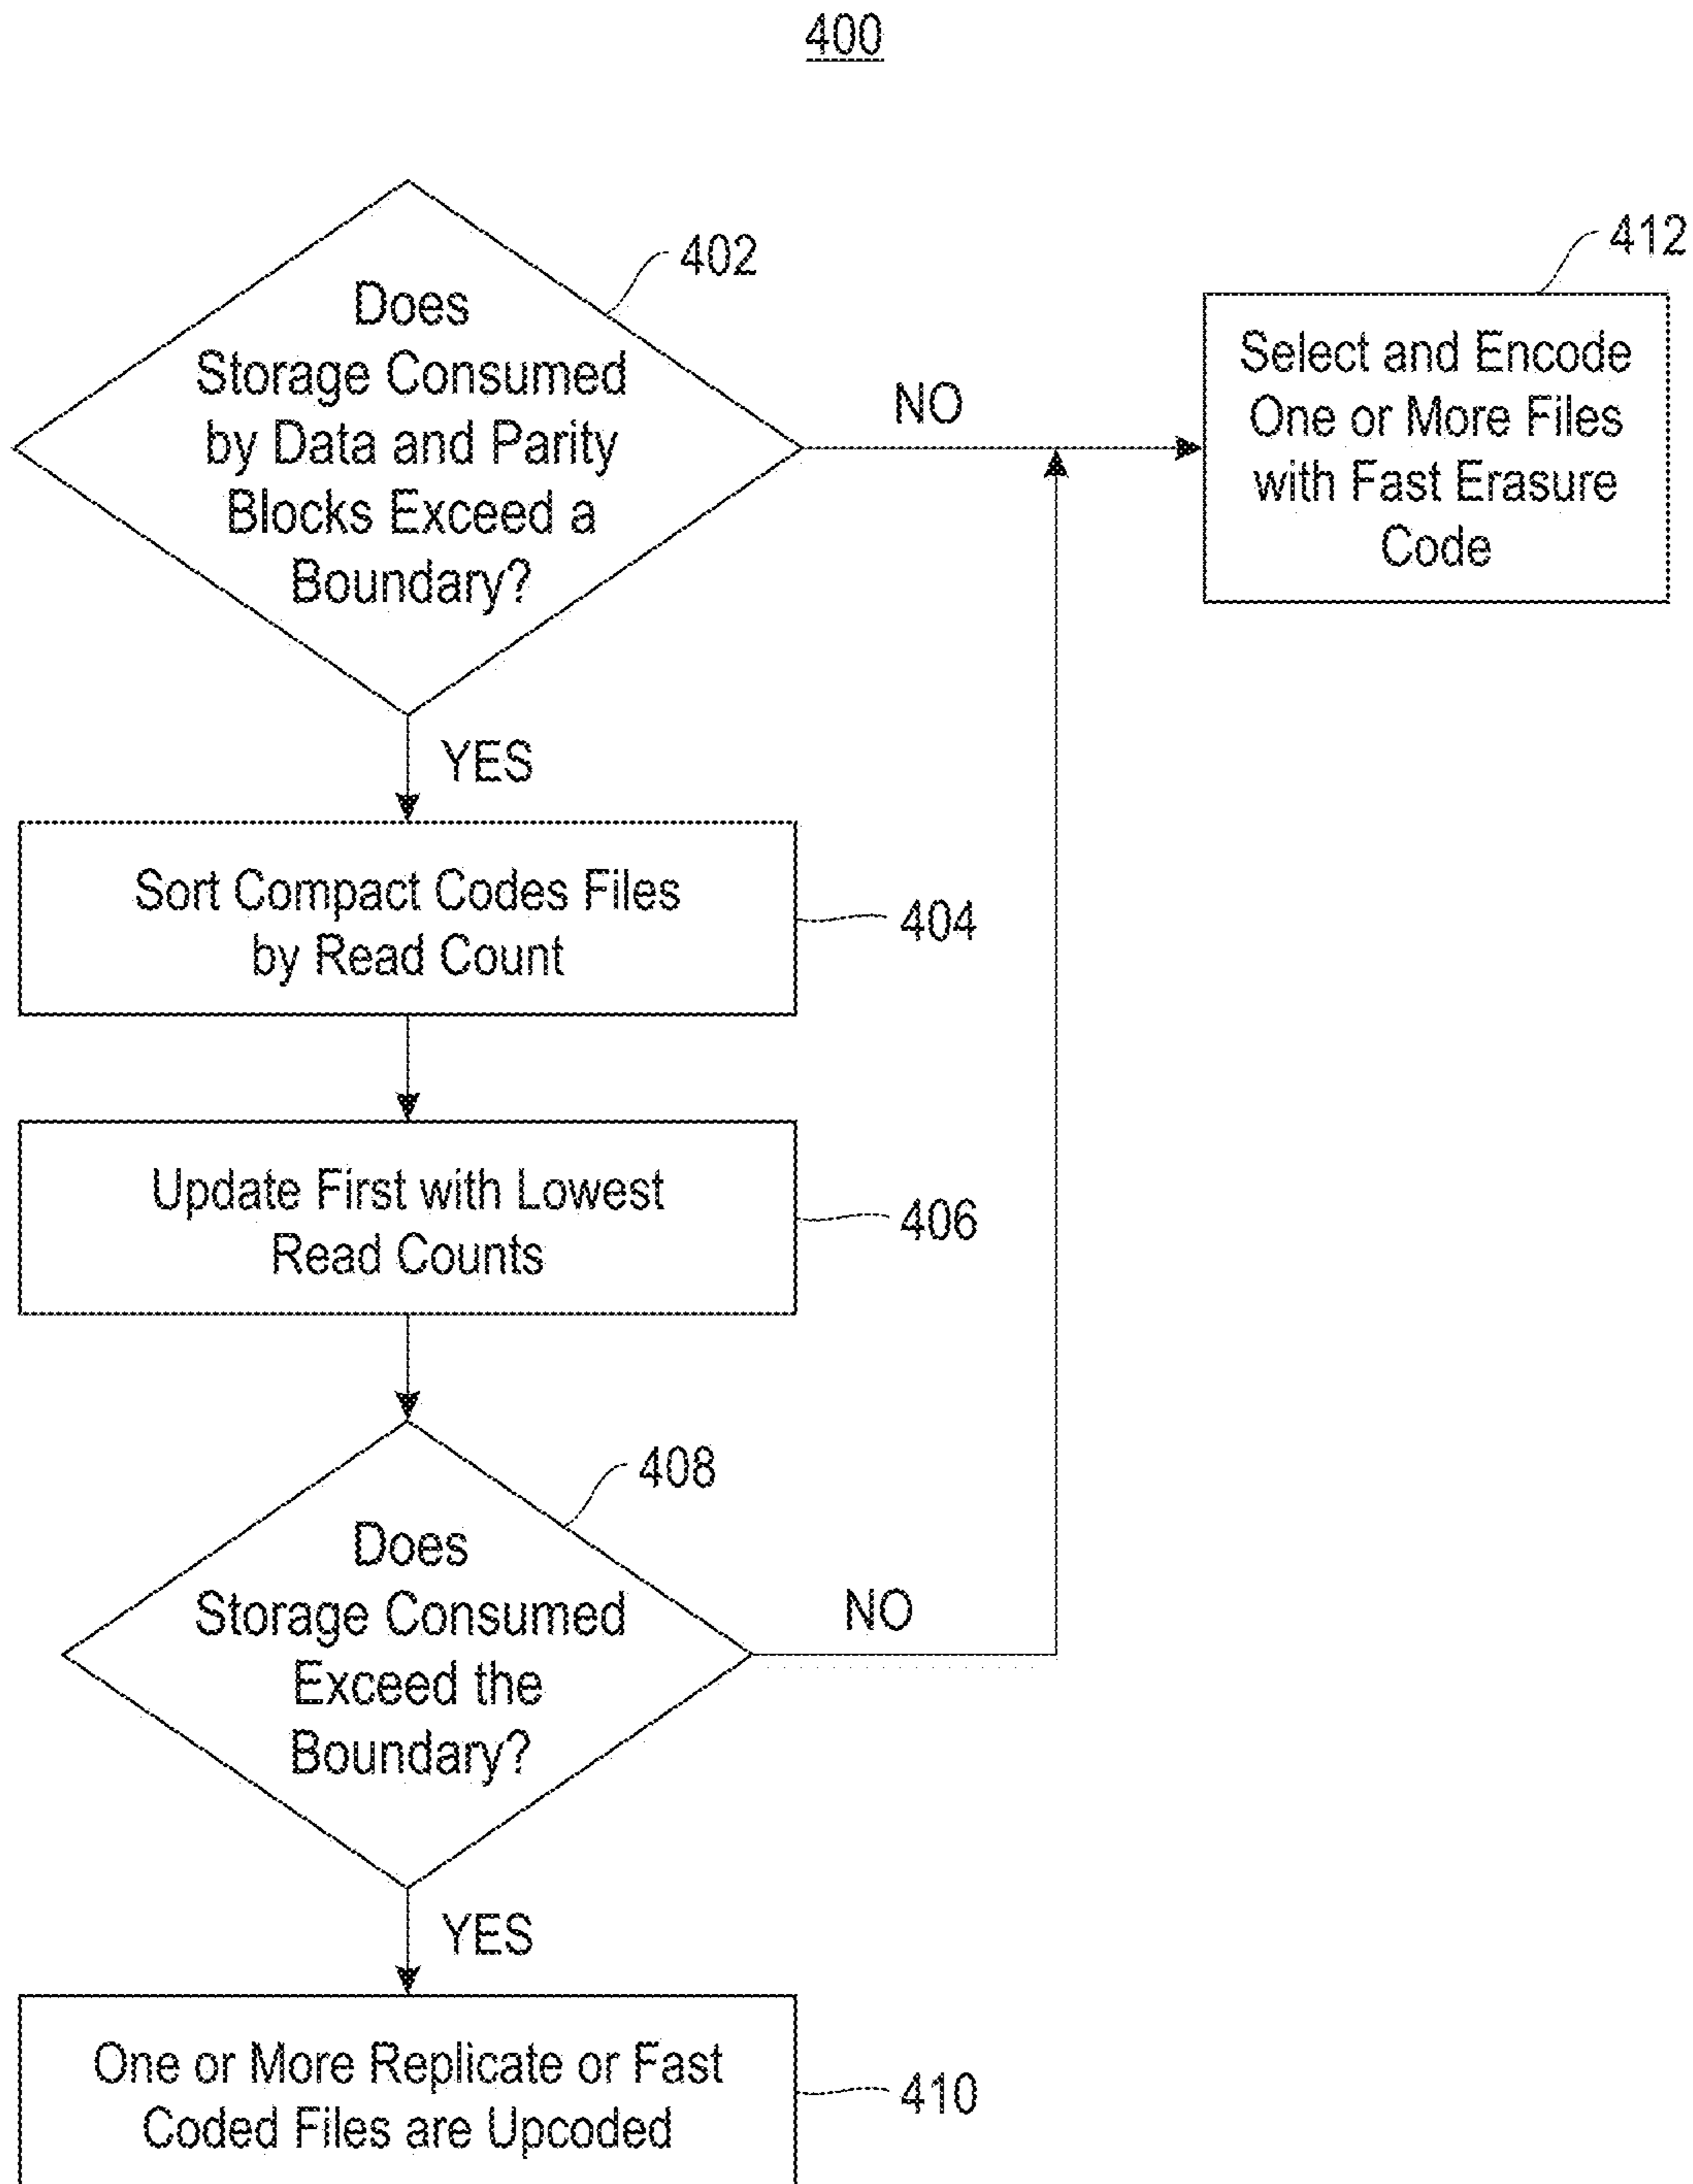 400
402
Does
Storage Consumed
by Data and Parity
Blocks Exceed a
Boundary?
NO
412
Select and Encode
One or More Files
with Fast Erasure
Code
YES
Sort Compact Codes Files
by Read Count
404
Update First with Lowest
Read Counts
406
408
Does
Storage Consumed
Exceed the
Boundary?
NO
YES
One or More Replicate or Fast
Coded Files are Upcoded
410